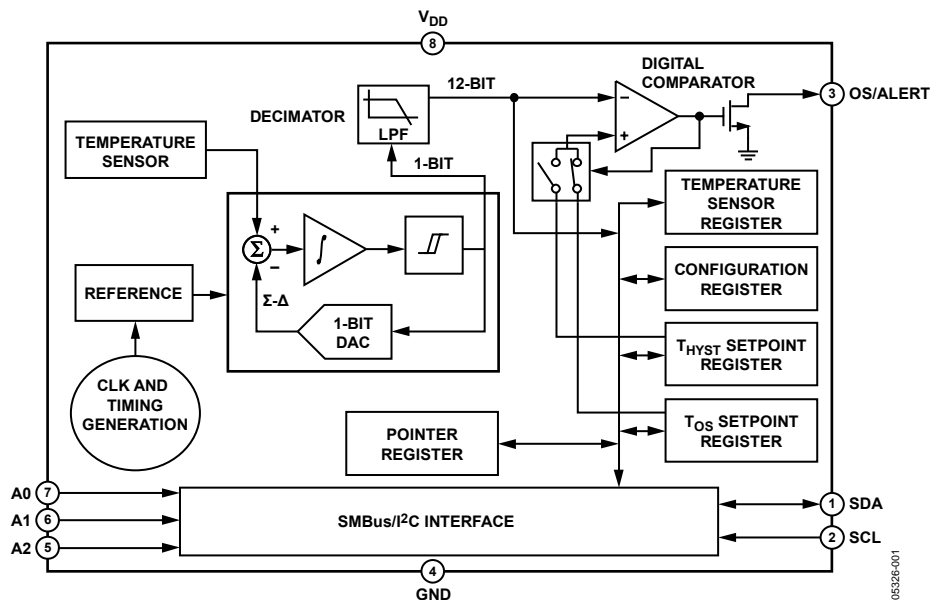 VDD
8
DIGITAL
COMPARATOR
12-BIT
3 OS/ALERT
DECIMATOR
LPF
−
+
1-BIT
TEMPERATURE
SENSOR
TEMPERATURE
SENSOR
REGISTER
+
Σ
−
∫
CONFIGURATION
REGISTER
REFERENCE
Σ-Δ
1-BIT
DAC
THYST SETPOINT
REGISTER
CLK AND
TIMING
GENERATION
TOS SETPOINT
REGISTER
POINTER
REGISTER
A0 7
A1 6
A2 5
SMBus/I²C INTERFACE
1 SDA
2 SCL
4
GND
05326-001